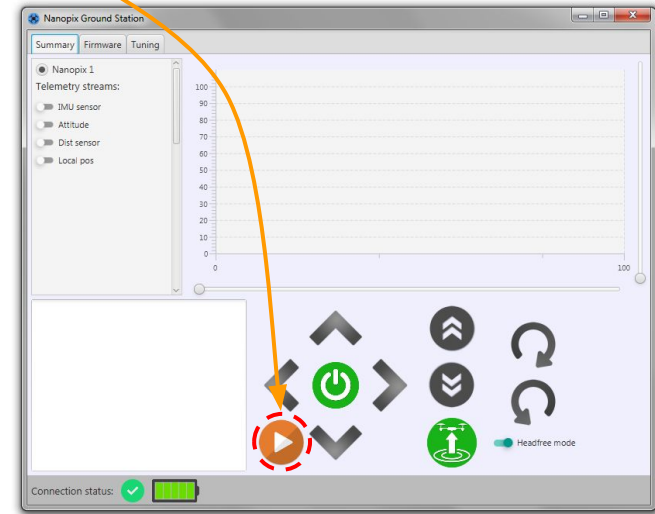 Nanopix Ground Station
Summary Firmware Tuning
Nanopix 1
Telemetry streams:
IMU sensor
Attitude
Dist sensor
Local pos
100
90
80
70
60
50
40
30
20
10
0
0 100
Headfree mode
Connection status: